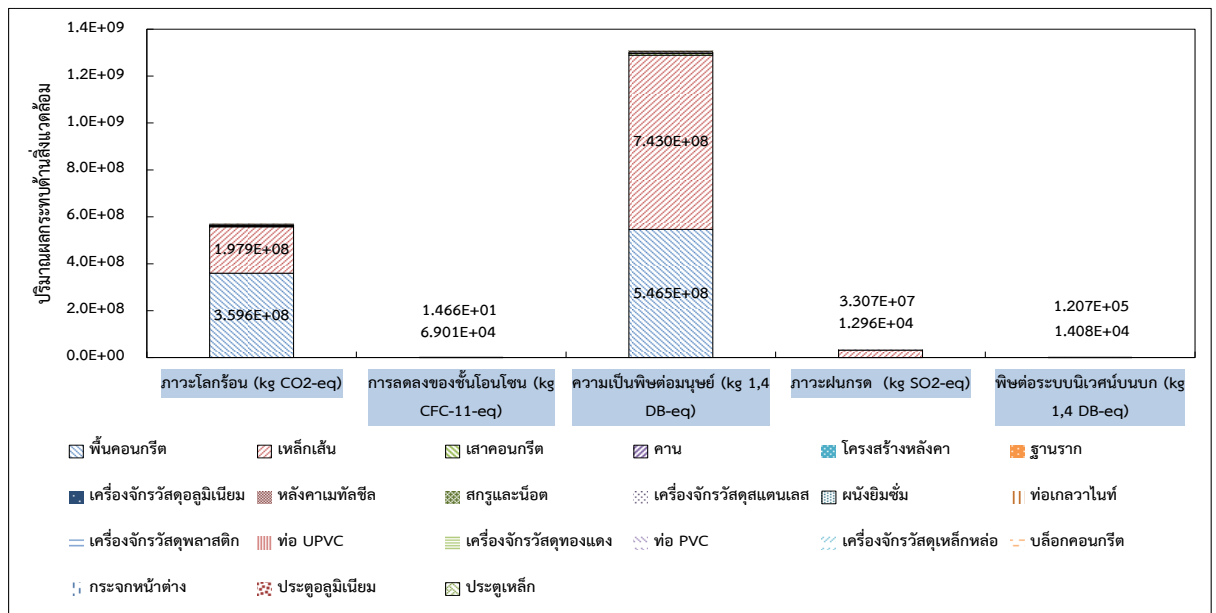 ปริมาณผลกระทบด้านสิ่งแวดล้อม
1.4E+09
1.2E+09
1.0E+09
8.0E+08
6.0E+08
4.0E+08
2.0E+08
0.0E+00
1.979E+08
3.596E+08
1.466E+01
6.901E+04
7.430E+08
5.465E+08
3.307E+07
1.296E+04
1.207E+05
1.408E+04
ภาวะโลกร้อน (kg CO2-eq)
การลดลงของชั้นโอนโซน (kg
CFC-11-eq)
ความเป็นพิษต่อมนุษย์ (kg 1,4
DB-eq)
ภาวะฝนกรด (kg SO2-eq)
พิษต่อระบบนิเวศน์บนบก (kg
1,4 DB-eq)
พื้นคอนกรีต
เหล็กเส้น
เสาคอนกรีต
คาน
โครงสร้างหลังคา
ฐานราก
เครื่องจักรวัสดุอลูมิเนียม
หลังคาเมทัลชีล
สกรูและน็อต
เครื่องจักรวัสดุสแตนเลส
ผนังยิมซั่ม
ท่อเกลวาไนท์
เครื่องจักรวัสดุพลาสติก
ท่อ UPVC
เครื่องจักรวัสดุทองแดง
ท่อ PVC
เครื่องจักรวัสดุเหล็กหล่อ
บล็อกคอนกรีต
กระจกหน้าต่าง
ประตูอลูมิเนียม
ประตูเหล็ก